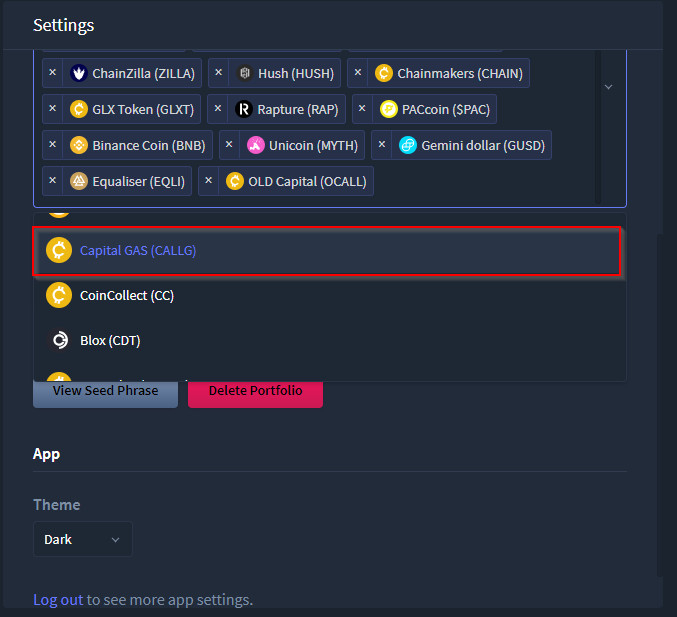 Settings
× ChainZilla (ZILLA) × Hush (HUSH) × Chainmakers (CHAIN)
× GLX Token (GLXT) × Rapture (RAP) × PACcoin ($PAC)
× Binance Coin (BNB) × Unicoin (MYTH) × Gemini dollar (GUSD)
× Equaliser (EQLI) × OLD Capital (OCALL)
Capital GAS (CALLG)
CoinCollect (CC)
Blox (CDT)
View Seed Phrase Delete Portfolio
App
Theme
Dark
Log out to see more app settings.